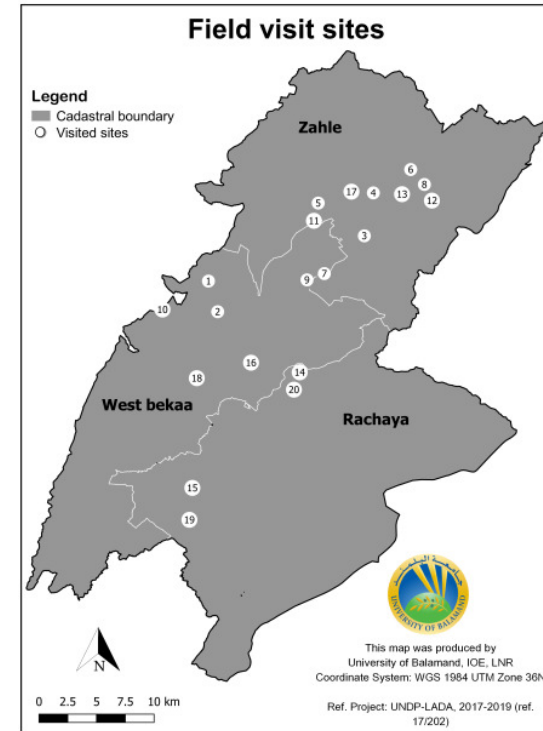 Field visit sites
Legend
Cadastral boundary
Visited sites
Zahle
6
8
17
4
13
12
5
11
3
7
9
1
10
2
16
14
18
20
West bekaa
Rachaya
15
19
UNIVERSITY OF BALAMAND
N
This map was produced by
University of Balamand, IOE, LNR
Coordinate System: WGS 1984 UTM Zone 36N
0 2.5 5 7.5 10 km
Ref. Project: UNDP-LADA, 2017-2019 (ref.
17/202)